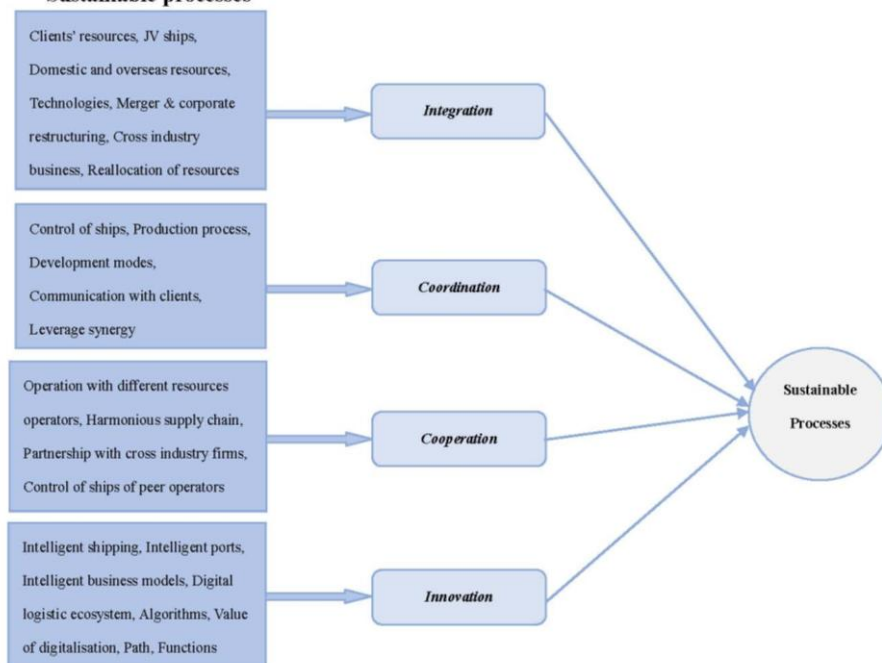 Sustainable processes
Clients' resources, JV ships,
Domestic and overseas resources,
Technologies, Merger & corporate
restructuring, Cross industry
business, Reallocation of resources
Integration
Control of ships, Production process,
Development modes,
Communication with clients,
Leverage synergy
Coordination
Operation with different resources
operators, Harmonious supply chain,
Partnership with cross industry firms,
Control of ships of peer operators
Cooperation
Intelligent shipping, Intelligent ports,
Intelligent business models, Digital
logistic ecosystem, Algorithms, Value
of digitalisation, Path, Functions
Innovation
Sustainable
Processes